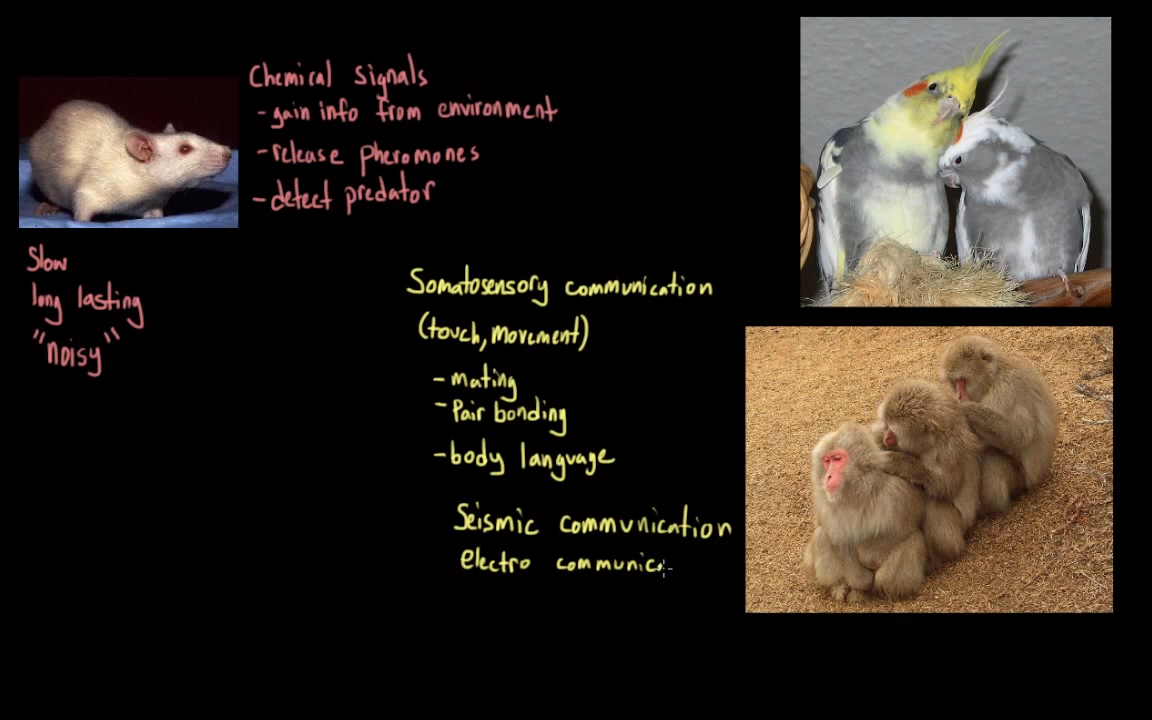 Chemical signals
- gain info from environment
- release pheromones
- detect predator
Slow
long lasting
"noisy"
Somatosensory communication
(touch, movement)
- mating
- Pair bonding
- body language
Seismic communication
electro communica